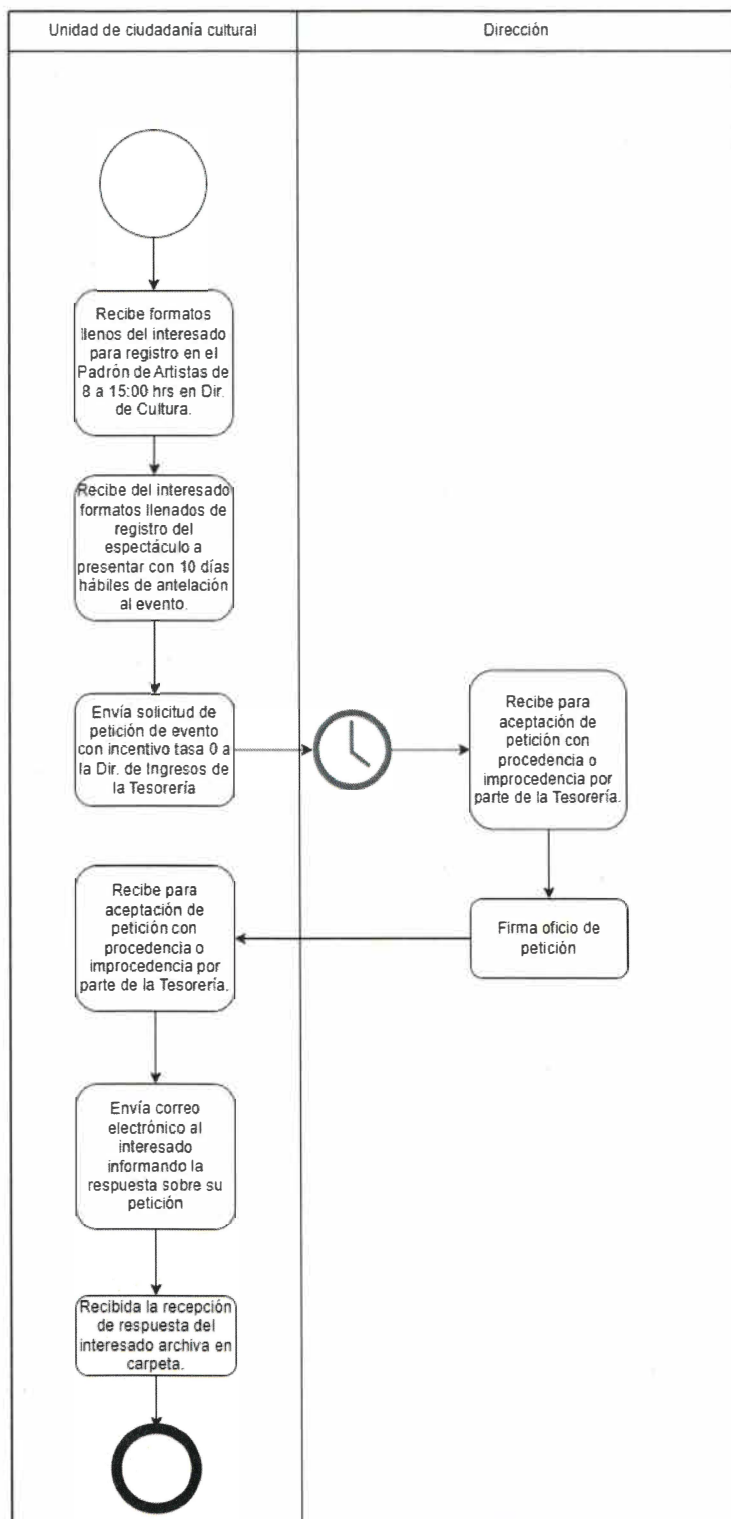 Unidad de ciudadanía cultural
Dirección
Recibe formatos
llenos del interesado
para registro en el
Padrón de Artistas de
8 a 15:00 hrs en Dir.
de Cultura.
Recibe del interesado
formatos llenados de
registro del
espectáculo a
presentar con 10 días
hábiles de antelación
al evento.
Envía solicitud de
petición de evento
con incentivo tasa 0 a
la Dir. de Ingresos de
la Tesorería
Recibe para
aceptación de
petición con
procedencia o
improcedencia por
parte de la Tesorería.
Firma oficio de
petición
Recibe para
aceptación de
petición con
procedencia o
improcedencia por
parte de la Tesorería.
Envía correo
electrónico al
interesado
informando la
respuesta sobre su
petición
Recibida la recepción
de respuesta del
interesado archiva en
carpeta.